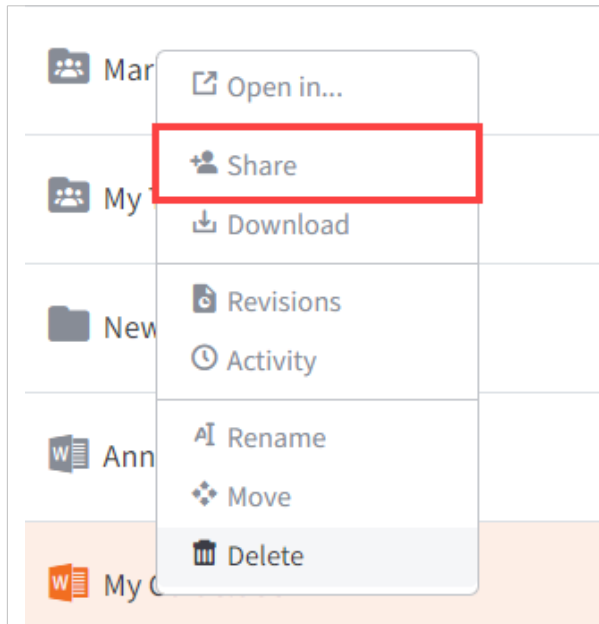 Mar
Open in...
Share
My
Download
Revisions
New
Activity
Rename
Ann
Move
Delete
My